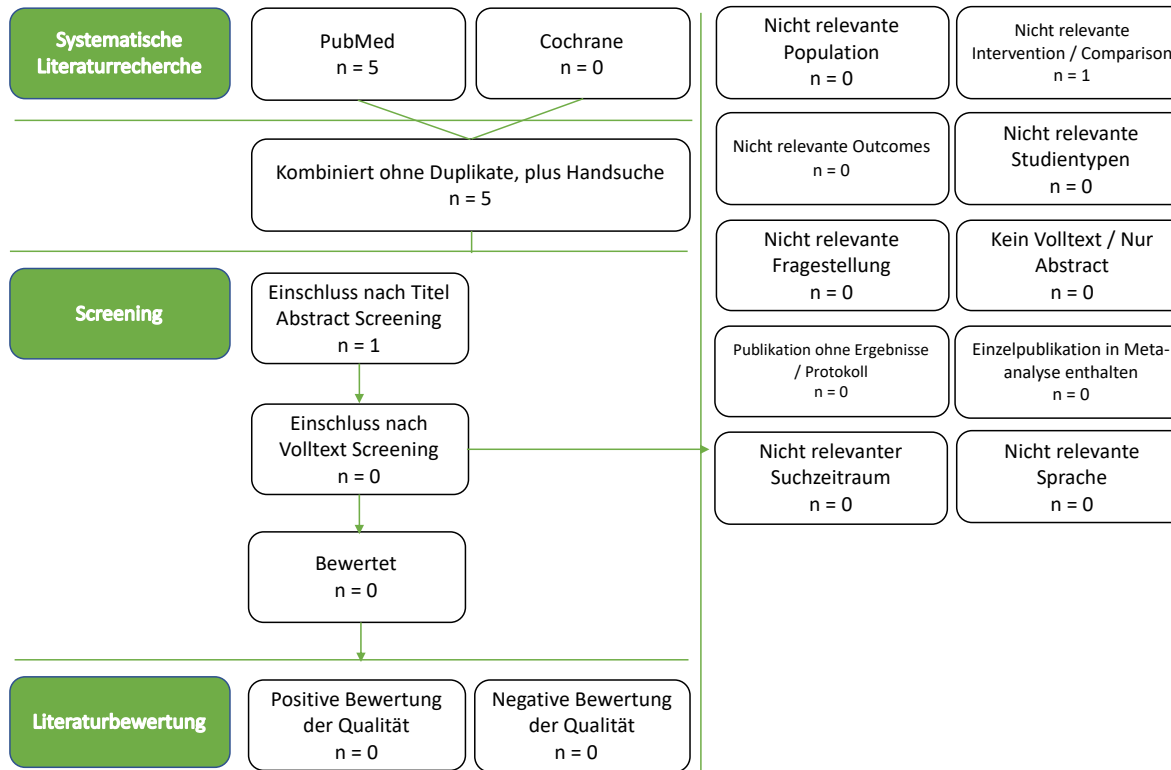 Systematische
Literaturrecherche
PubMed
n = 5
Cochrane
n = 0
Kombiniert ohne Duplikate, plus Handsuche
n = 5
Screening
Einschluss nach Titel
Abstract Screening
n = 1
Einschluss nach
Volltext Screening
n = 0
Bewertet
n = 0
Literaturbewertung
Positive Bewertung
der Qualität
n = 0
Negative Bewertung
der Qualität
n = 0
Nicht relevante
Population
n = 0
Nicht relevante
Intervention / Comparison
n = 1
Nicht relevante Outcomes
n = 0
Nicht relevante
Studientypen
n = 0
Nicht relevante
Fragestellung
n = 0
Kein Volltext / Nur
Abstract
n = 0
Publikation ohne Ergebnisse
/ Protokoll
n = 0
Einzelpublikation in Meta-
analyse enthalten
n = 0
Nicht relevanter
Suchzeitraum
n = 0
Nicht relevante
Sprache
n = 0